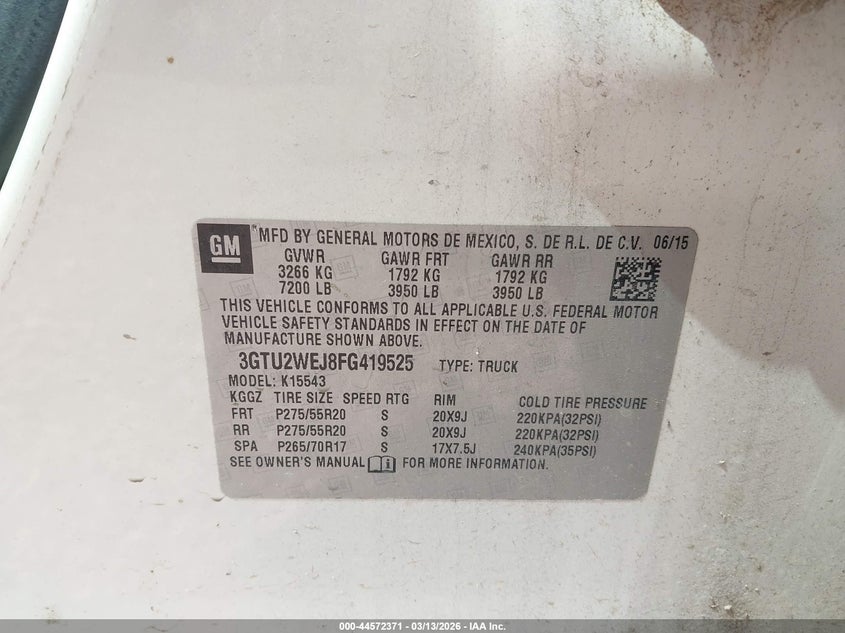 GM
MFD BY GENERAL MOTORS DE MEXICO, S. DE R.L. DE C.V. 06/15
GVWR GAWR FRT GAWR RR
3266 KG 1792 KG 1792 KG
7200 LB 3950 LB 3950 LB
THIS VEHICLE CONFORMS TO ALL APPLICABLE U.S. FEDERAL MOTOR
VEHICLE SAFETY STANDARDS IN EFFECT ON THE DATE OF
MANUFACTURE SHOWN ABOVE.
3GTU2WEJ8FG419525 TYPE: TRUCK
MODEL: K15543
KGGZ TIRE SIZE SPEED RTG RIM COLD TIRE PRESSURE
FRT P275/55R20 S 20X9J 220KPA(32PSI)
RR P275/55R20 S 20X9J 220KPA(32PSI)
SPA P265/70R17 S 17X7.5J 240KPA(35PSI)
SEE OWNER'S MANUAL FOR MORE INFORMATION.
000-44572371 | 03/13/2026 | IAA Inc.